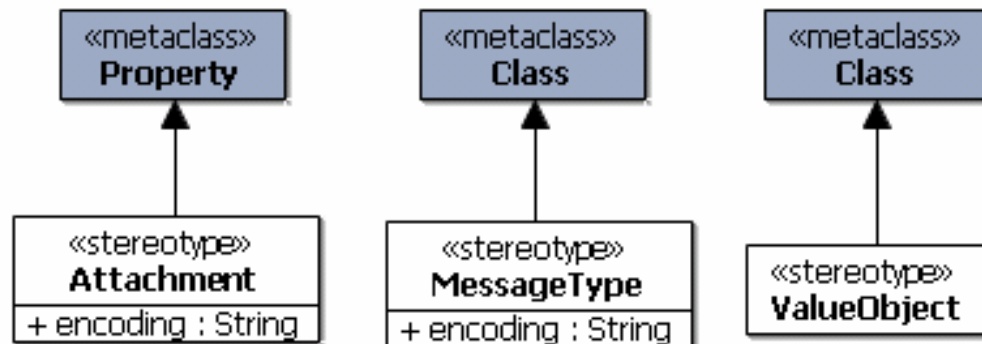 «metaclass»
Property
«stereotype»
Attachment
+ encoding : String
«metaclass»
Class
«stereotype»
MessageType
+ encoding : String
«metaclass»
Class
«stereotype»
ValueObject